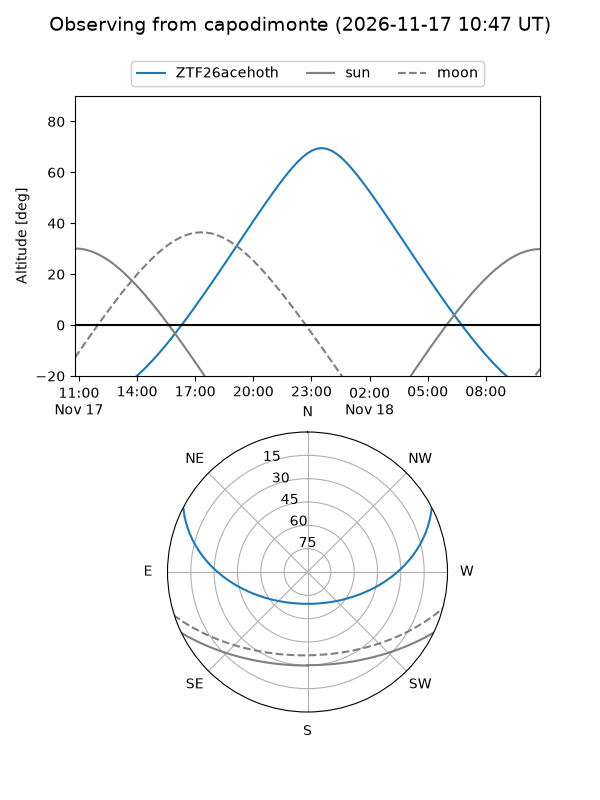 Observing from capodimonte (2026-11-17 10:47 UT)
ZTF26acehoth sun moon
Altitude [deg]
80
60
40
20
0
−20
11:00 14:00 17:00 20:00 23:00 02:00 05:00 08:00
Nov 17 Nov 18
N
NE NW
15
30
45
60
75
E W
SE SW
S